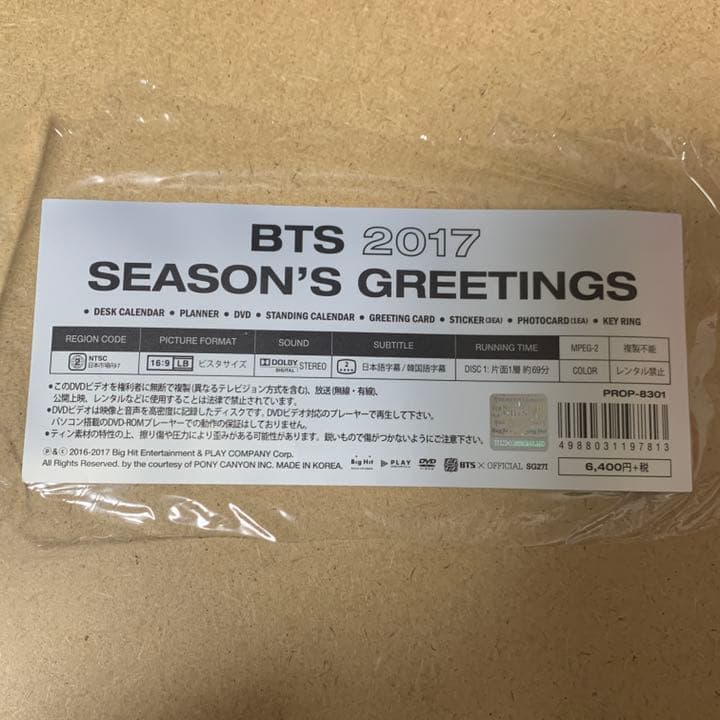 BTS 2017
SEASON'S GREETINGS
• DESK CALENDAR • PLANNER • DVD • STANDING CALENDAR • GREETING CARD • STICKER(3EA) • PHOTOCARD(1EA) • KEY RING
REGION CODE PICTURE FORMAT SOUND SUBTITLE RUNNING TIME MPEG-2 複製不能
2 NTSC 日本市場向け 16:9 LB ビスタサイズ DOLBY DIGITAL STEREO 2 日本語字幕 / 韓国語字幕 DISC 1: 片面1層 約69分 COLOR レンタル禁止
●このDVDビデオを権利者に無断で複製(異なるテレビジョン方式を含む)、放送(無線・有線)、
公開上映、レンタルなどに使用することは法律で禁止されています。
●DVDビデオは映像と音声を高密度に記録したディスクです。DVDビデオ対応のプレーヤーで再生して下さい。
パソコン搭載のDVD-ROMプレーヤーでの動作の保証はしておりません。
●ティン素材の特性の上、擦り傷や圧力により歪みがある可能性があります。鋭いもので傷がつかないようにご注意下さい。
PROP-8301
4988031197813
6,400円+税
Ⓟ&ⓒ 2016-2017 Big Hit Entertainment & PLAY COMPANY Corp.
All Rights Reserved. by the courtesy of PONY CANYON INC. MADE IN KOREA.
Big Hit PLAY DVD BTS × OFFICIAL SG27I